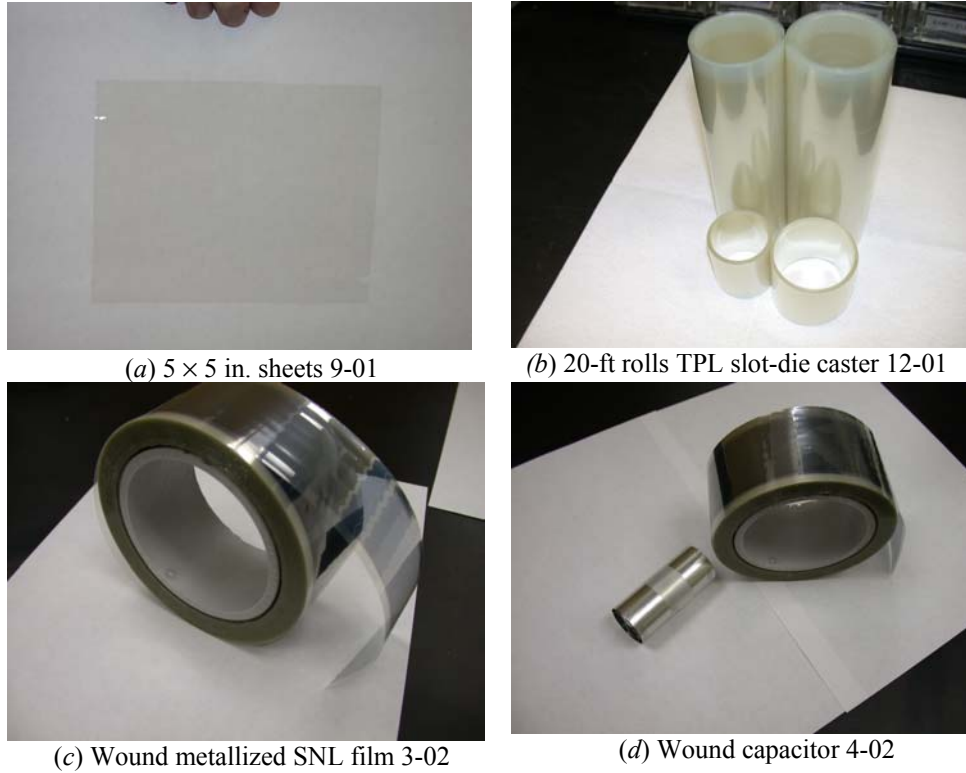 (a) 5 × 5 in. sheets 9-01
(b) 20-ft rolls TPL slot-die caster 12-01
(c) Wound metallized SNL film 3-02
(d) Wound capacitor 4-02